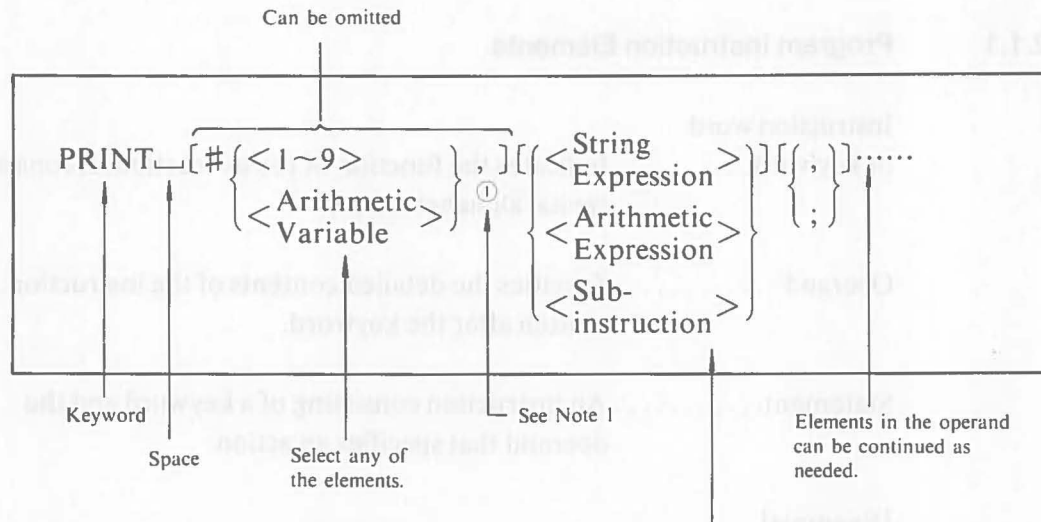 Can be omitted
PRINT ␣ [ # { < 1 . 9 > < Arithmetic Variable > } , ① ] [ { < String Expression > < Arithmetic Expression > < Sub-instruction > } ] [ { , ; } ] ······
Keyword
Space
Select any of
the elements.
See Note 1
Elements in the operand
can be continued as
needed.